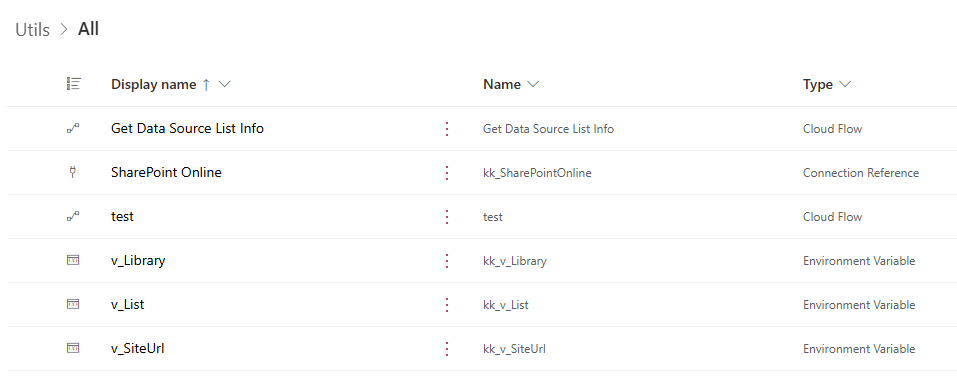 Utils > All
Display name ↑ Name Type
Get Data Source List Info Get Data Source List Info Cloud Flow
SharePoint Online kk_SharePointOnline Connection Reference
test test Cloud Flow
v_Library kk_v_Library Environment Variable
v_List kk_v_List Environment Variable
v_SiteUrl kk_v_SiteUrl Environment Variable